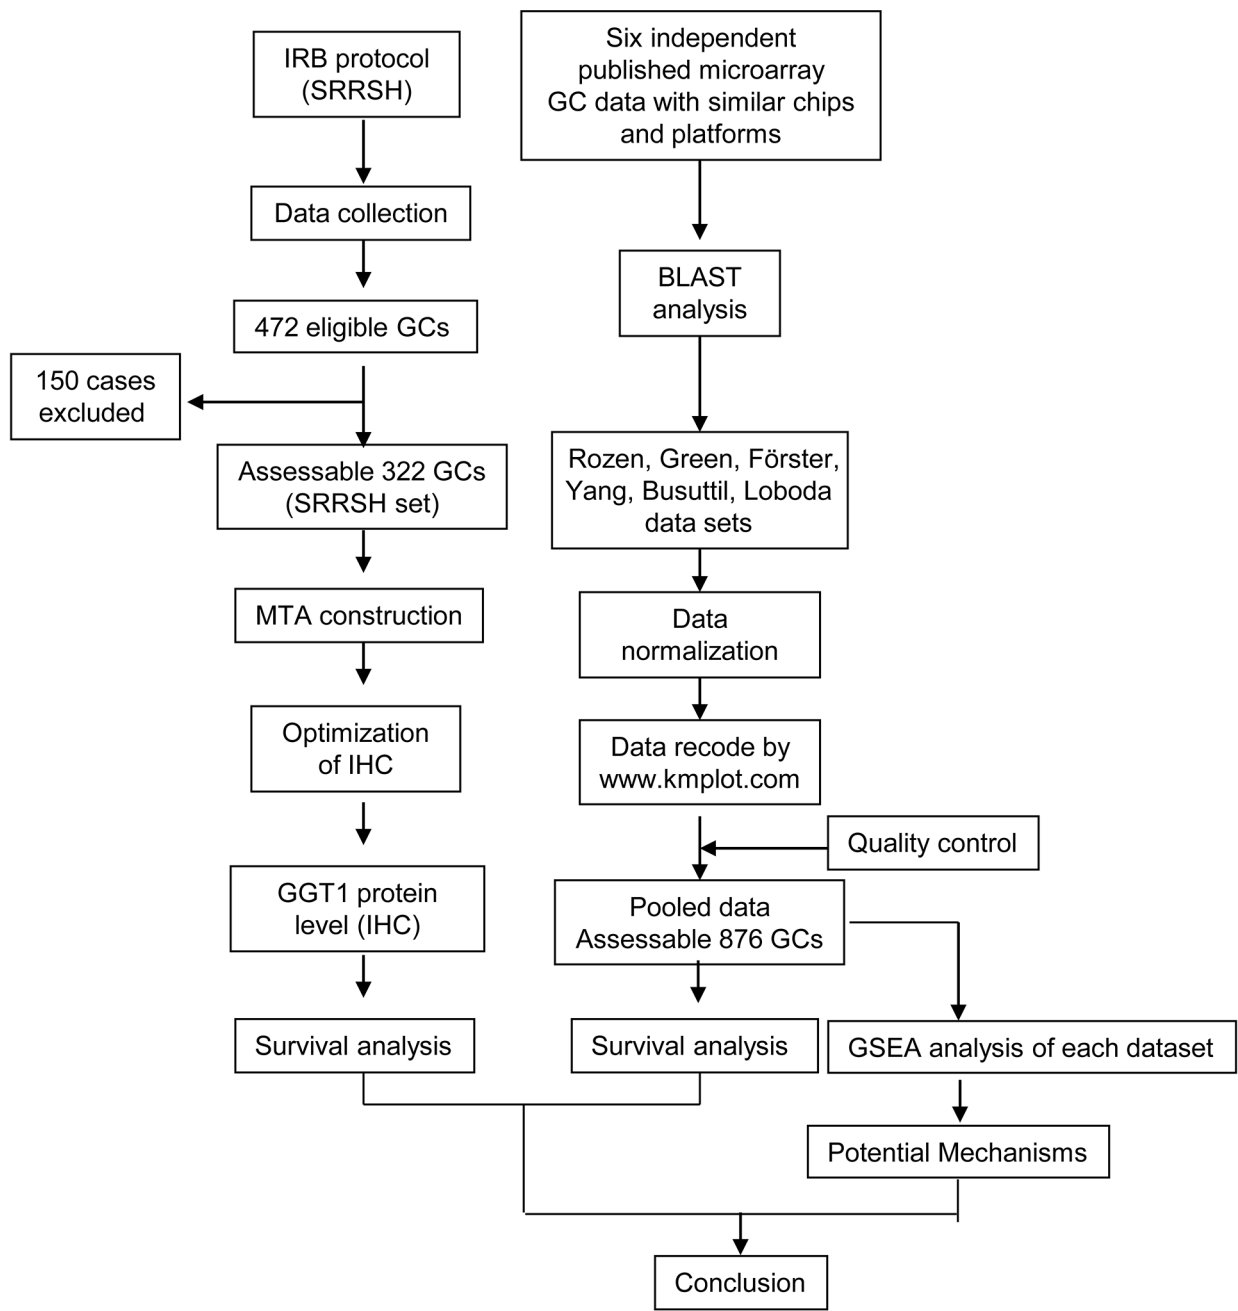 IRB protocol
(SRRSH)
Data collection
472 eligible GCs
150 cases
excluded
Assessable 322 GCs
(SRRSH set)
MTA construction
Optimization
of IHC
GGT1 protein
level (IHC)
Survival analysis
Six independent
published microarray
GC data with similar chips
and platforms
BLAST
analysis
Rozen, Green, Förster,
Yang, Busuttil, Loboda
data sets
Data
normalization
Data recode by
www.kmplot.com
Quality control
Pooled data
Assessable 876 GCs
Survival analysis
GSEA analysis of each dataset
Potential Mechanisms
Conclusion